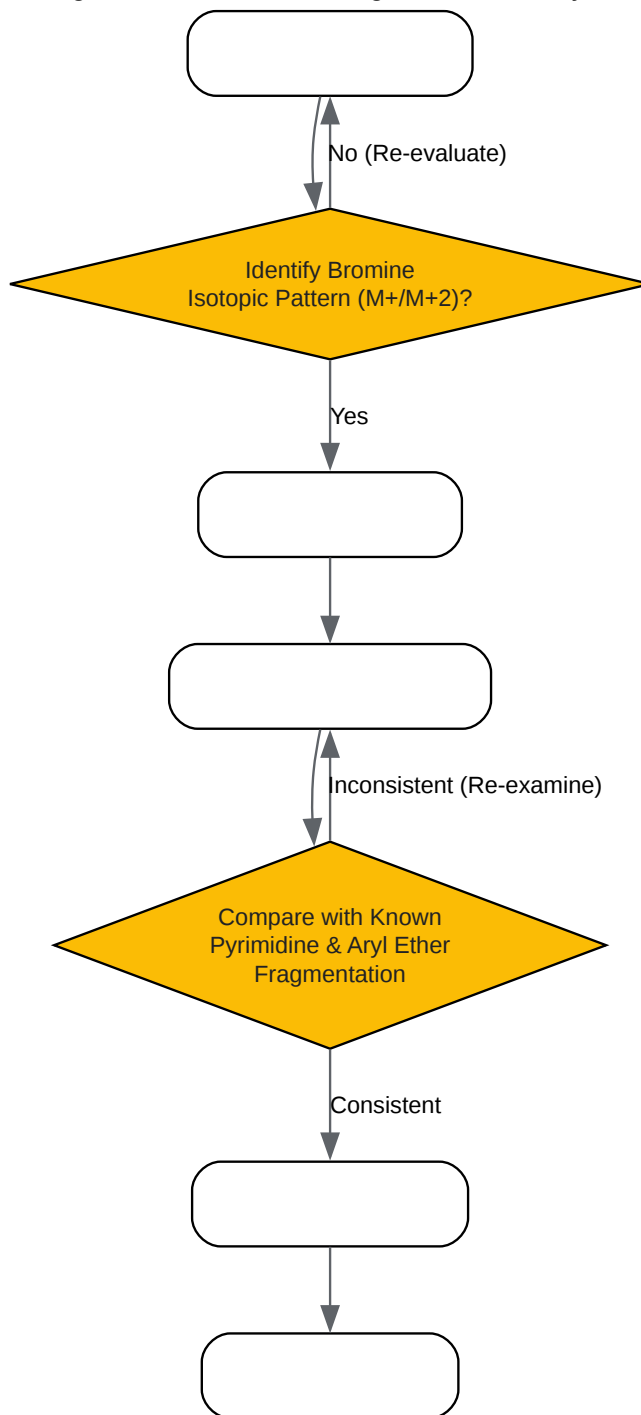 No (Re-evaluate)
Identify Bromine
Isotopic Pattern (M+/M+2)?
Yes
Inconsistent (Re-examine)
Compare with Known
Pyrimidine & Aryl Ether
Fragmentation
Consistent